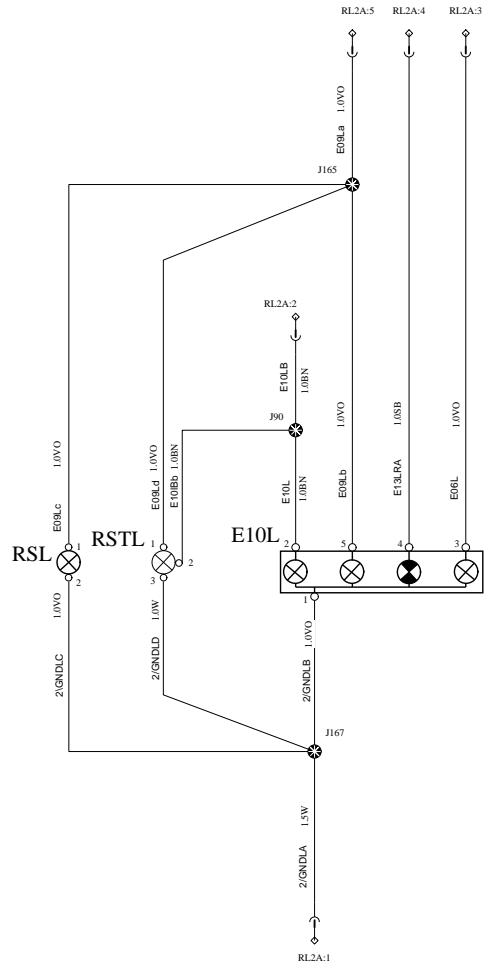 RL2A:5
RL2A:4
RL2A:3
1.0VO
E09La
J165
RL2A:2
E10LB
1.0BN
J90
1.0VO
E09Lc
1.0VO
E09Ld
1.0BN
E10IBb
E10L
1.0BN
1.0VO
E09Lb
1.0SB
E13LRA
1.0VO
E06L
RSL
1
2
RSTL
1
2
3
E10L
2
5
4
3
1
1.0VO
2\GNDLC
1.0W
2/GNDLD
1.0VO
2/GNDLB
J167
1.5W
2/GNDLA
RL2A:1